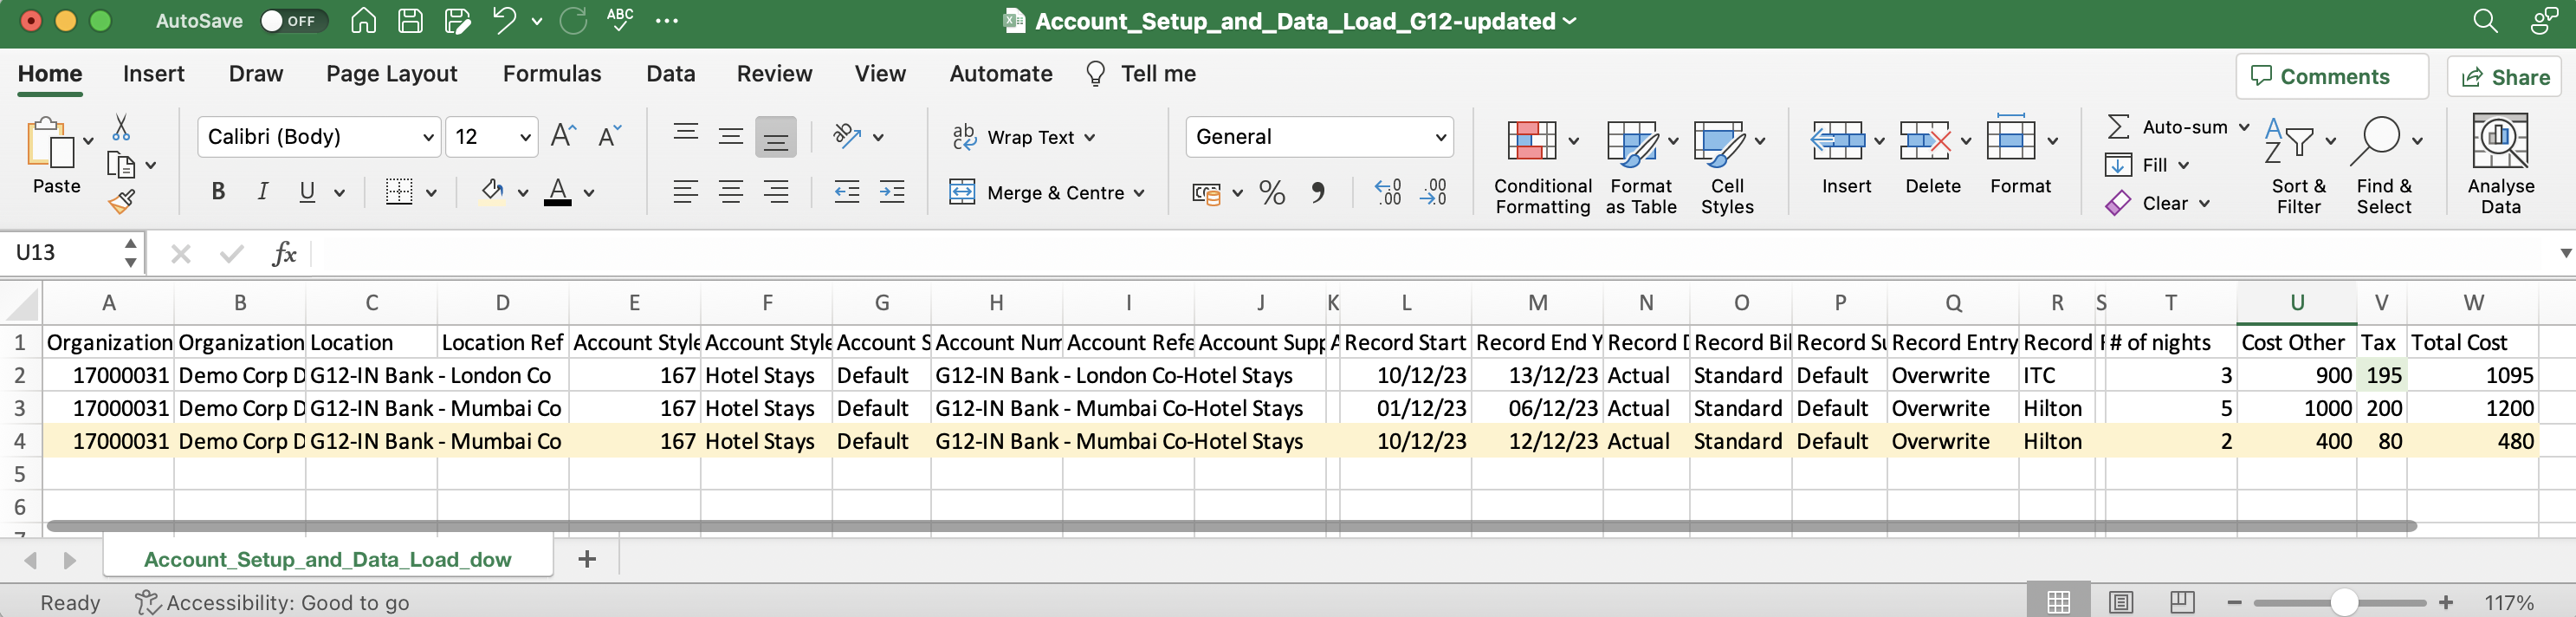 AutoSave OFF ABC ... Account_Setup_and_Data_Load_G12-updated
Home Insert Draw Page Layout Formulas Data Review View Automate Tell me Comments Share
Paste Calibri (Body) 12 A A ab c Wrap Text General Conditional Formatting Format as Table Cell Styles Insert Delete Format Auto-sum Fill Clear A Z Sort & Filter Find & Select Analyse Data
B I U A Merge & Centre % 0 .00 .00 0
U13 fx
A B C D E F G H I J K L M N O P Q R S T U V W
1 Organization Organization Location Location Ref Account Style Account Style Account S Account Num Account Refe Account Supp A Record Start Record End Y Record D Record Bil Record Su Record Entry Record # of nights Cost Other Tax Total Cost
2 17000031 Demo Corp D G12-IN Bank - London Co 167 Hotel Stays Default G12-IN Bank - London Co-Hotel Stays 10/12/23 13/12/23 Actual Standard Default Overwrite ITC 3 900 195 1095
3 17000031 Demo Corp D G12-IN Bank - Mumbai Co 167 Hotel Stays Default G12-IN Bank - Mumbai Co-Hotel Stays 01/12/23 06/12/23 Actual Standard Default Overwrite Hilton 5 1000 200 1200
4 17000031 Demo Corp D G12-IN Bank - Mumbai Co 167 Hotel Stays Default G12-IN Bank - Mumbai Co-Hotel Stays 10/12/23 12/12/23 Actual Standard Default Overwrite Hilton 2 400 80 480
5
6
Account_Setup_and_Data_Load_dow +
Ready Accessibility: Good to go 117%